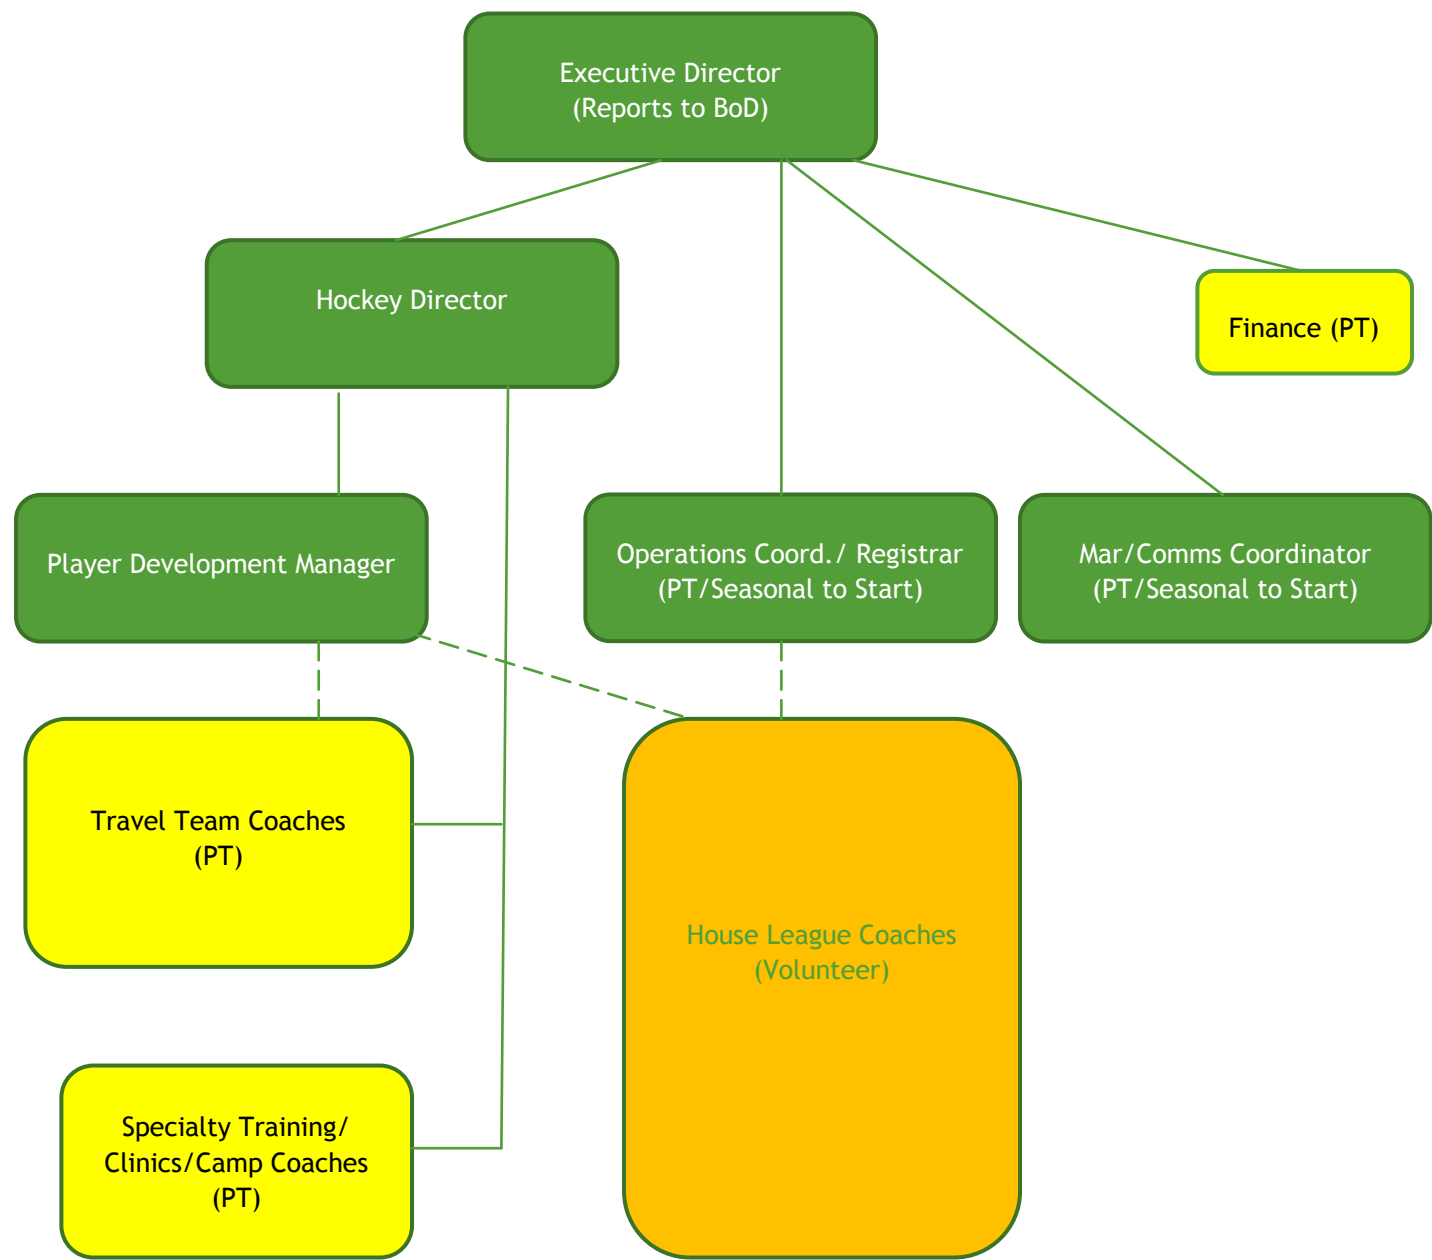 Executive Director
(Reports to BoD)
Hockey Director
Finance (PT)
Player Development Manager
Operations Coord./ Registrar
(PT/Seasonal to Start)
Mar/Comms Coordinator
(PT/Seasonal to Start)
Travel Team Coaches
(PT)
House League Coaches
(Volunteer)
Specialty Training/
Clinics/Camp Coaches
(PT)